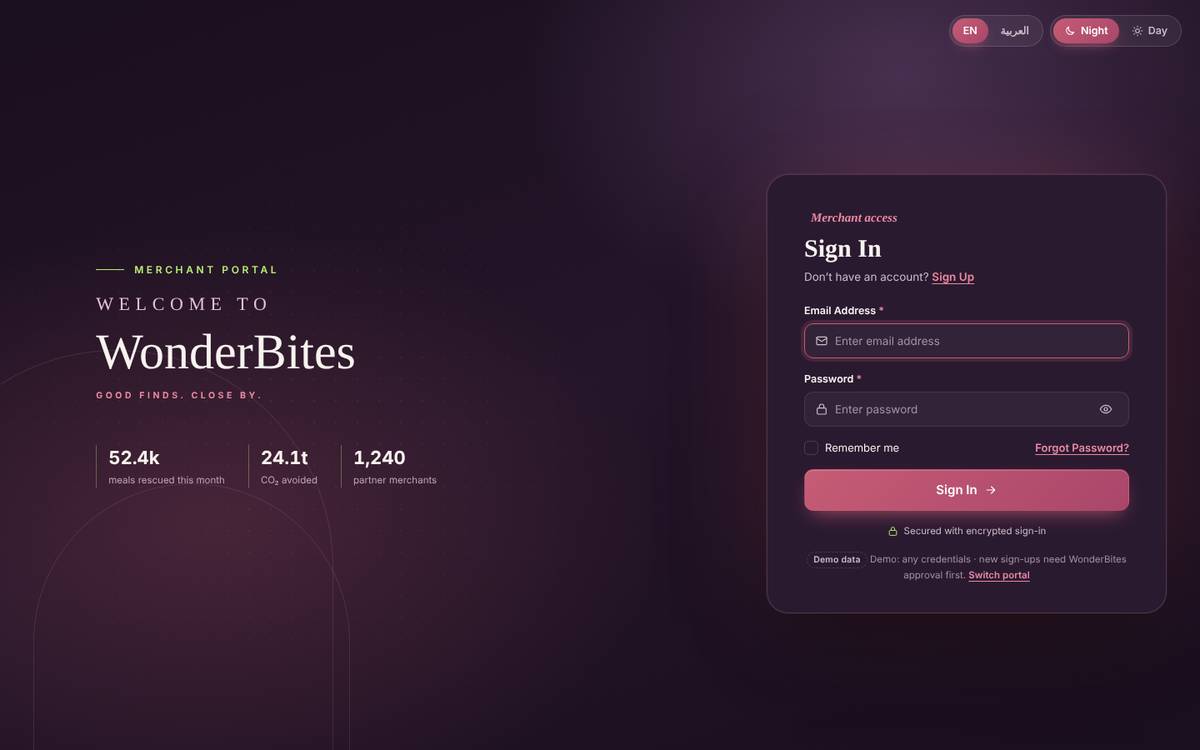 EN
العربية
Night
Day
MERCHANT PORTAL
WELCOME TO
WonderBites
GOOD FINDS. CLOSE BY.
52.4k
meals rescued this month
24.1t
CO₂ avoided
1,240
partner merchants
Merchant access
Sign In
Don't have an account? Sign Up
Email Address *
Enter email address
Password *
Enter password
Remember me
Forgot Password?
Sign In →
Secured with encrypted sign-in
Demo data Demo: any credentials · new sign-ups need WonderBites
approval first. Switch portal